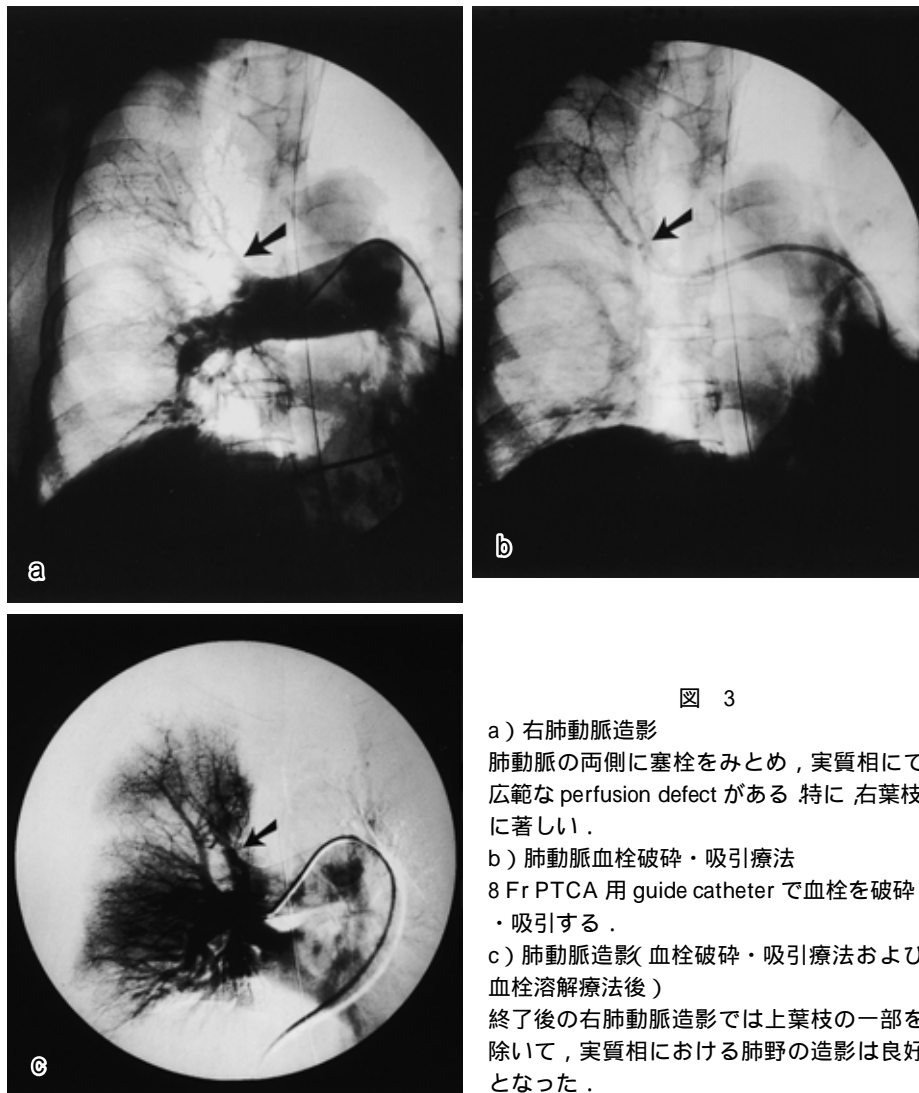 a
b
c
図 3
a）右肺動脈造影
肺動脈の両側に塞栓をみとめ，実質相にて
広範な perfusion defect がある．特に，右葉枝
に著しい．
b）肺動脈血栓破砕・吸引療法
8 Fr PTCA 用 guide catheter で血栓を破砕
・吸引する．
c）肺動脈造影（血栓破砕・吸引療法および
血栓溶解療法後）
終了後の右肺動脈造影では上葉枝の一部を
除いて，実質相における肺野の造影は良好
となった．